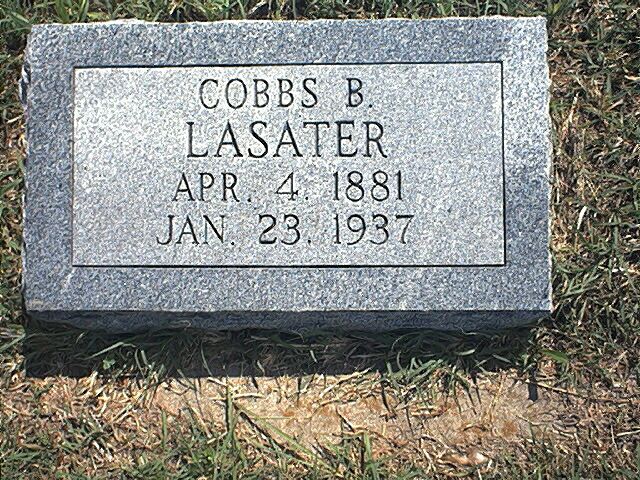 COBBS B.
LASATER
APR. 4. 1881
JAN. 23. 1937